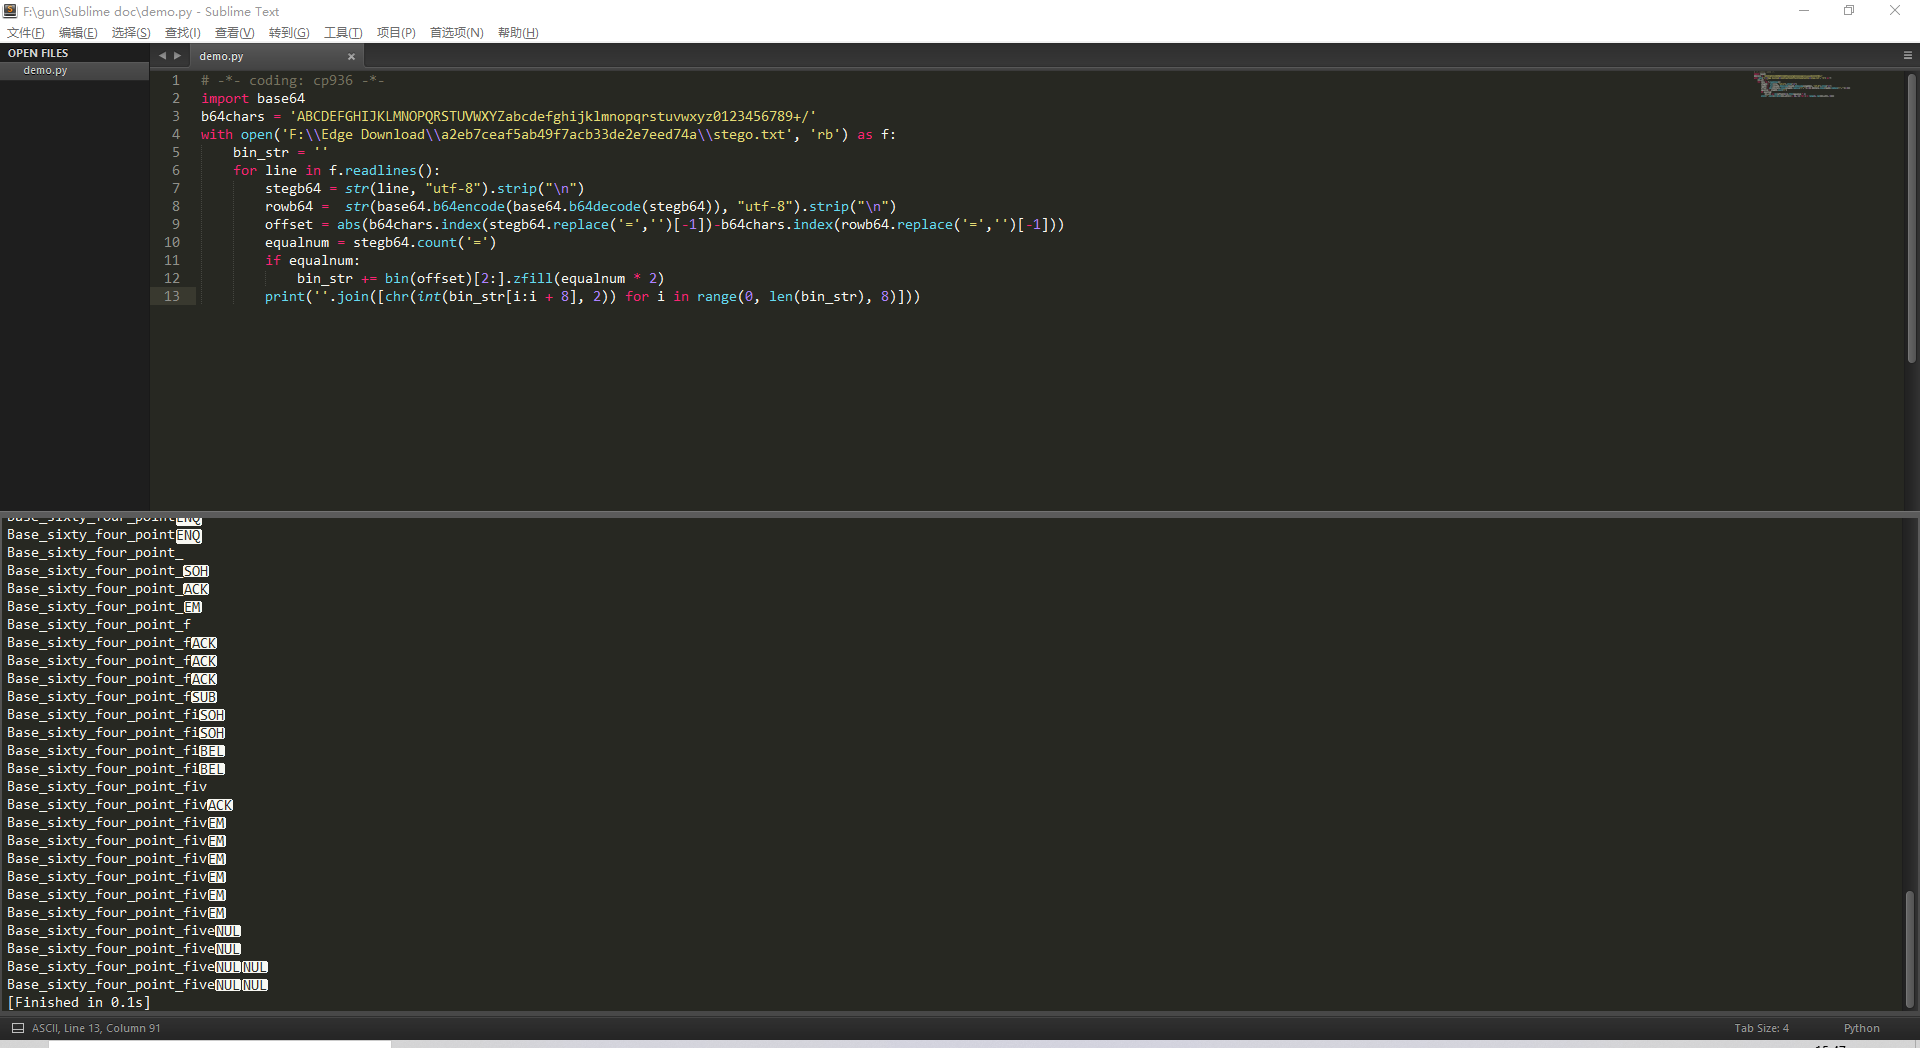 F:\gun\Sublime doc\demo.py - Sublime Text
文件(F) 编辑(E) 选择(S) 查找(I) 查看(V) 转到(G) 工具(T) 项目(P) 首选项(N) 帮助(H)
OPEN FILES
demo.py
demo.py
1 # -*- coding: cp936 -*-
2 import base64
3 b64chars = 'ABCDEFGHIJKLMNOPQRSTUVWXYZabcdefghijklmnopqrstuvwxyz0123456789+/'
4 with open('F:\\Edge Download\\a2eb7ceaf5ab49f7acb33de2e7eed74a\\stego.txt', 'rb') as f:
5     bin_str = ''
6     for line in f.readlines():
7         stegb64 = str(line, "utf-8").strip("\n")
8         rowb64 =  str(base64.b64encode(base64.b64decode(stegb64)), "utf-8").strip("\n")
9         offset = abs(b64chars.index(stegb64.replace('=','')[-1])-b64chars.index(rowb64.replace('=','')[-1]))
10         equalnum = stegb64.count('=')
11         if equalnum:
12             bin_str += bin(offset)[2:].zfill(equalnum * 2)
13         print(''.join([chr(int(bin_str[i:i + 8], 2)) for i in range(0, len(bin_str), 8)]))
Base_sixty_four_pointENQ
Base_sixty_four_pointENQ
Base_sixty_four_point_
Base_sixty_four_point_SOH
Base_sixty_four_point_ACK
Base_sixty_four_point_EM
Base_sixty_four_point_f
Base_sixty_four_point_fACK
Base_sixty_four_point_fACK
Base_sixty_four_point_fACK
Base_sixty_four_point_fSUB
Base_sixty_four_point_fiSOH
Base_sixty_four_point_fiSOH
Base_sixty_four_point_fiBEL
Base_sixty_four_point_fiBEL
Base_sixty_four_point_fiv
Base_sixty_four_point_fivACK
Base_sixty_four_point_fivEM
Base_sixty_four_point_fivEM
Base_sixty_four_point_fivEM
Base_sixty_four_point_fivEM
Base_sixty_four_point_fivEM
Base_sixty_four_point_fivEM
Base_sixty_four_point_fiveNUL
Base_sixty_four_point_fiveNUL
Base_sixty_four_point_fiveNULNUL
Base_sixty_four_point_fiveNULNUL
[Finished in 0.1s]
ASCII, Line 13, Column 91
Tab Size: 4
Python